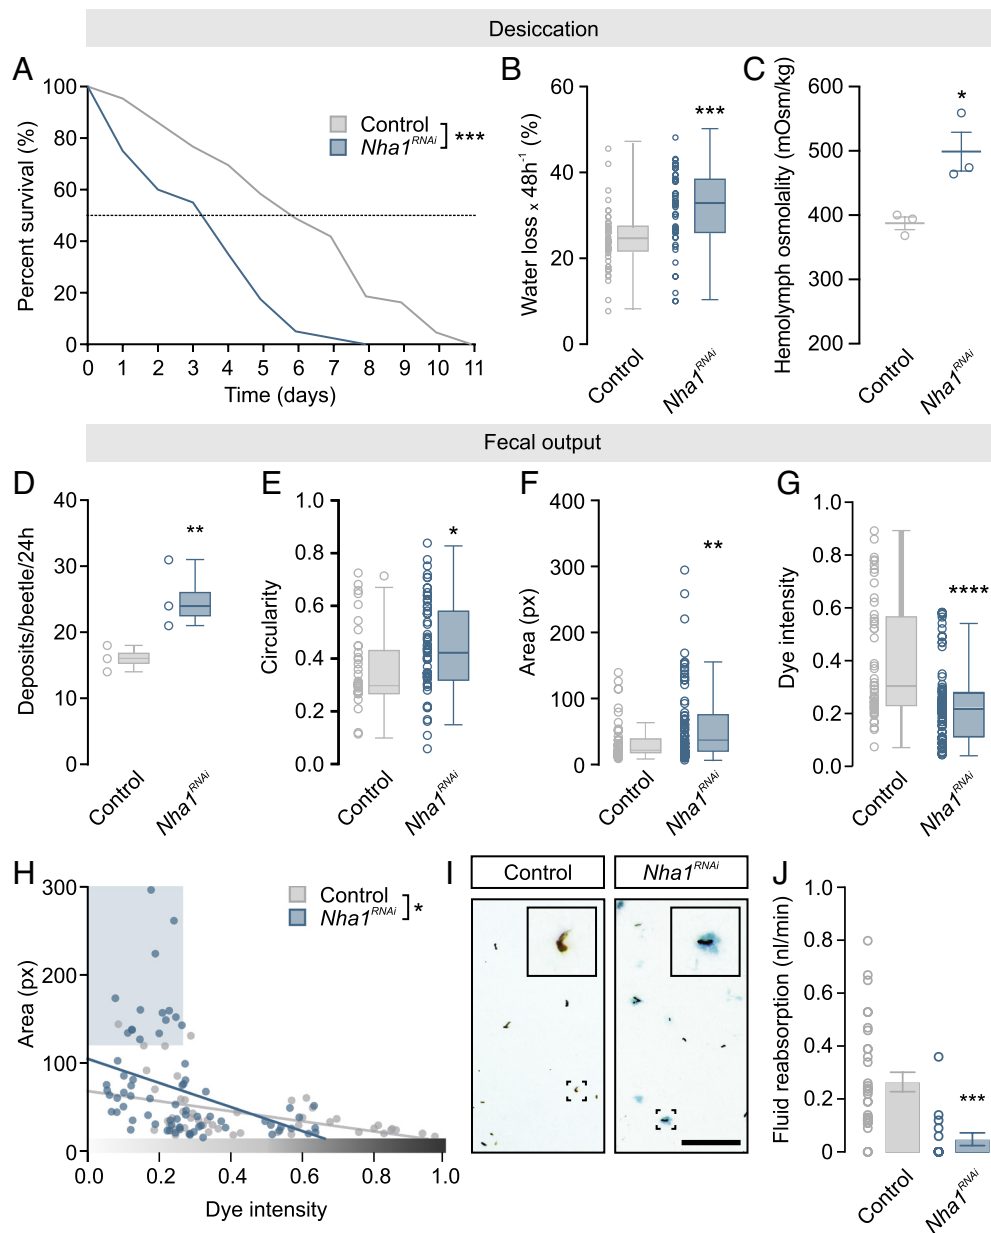 Desiccation
A
Percent survival (%)
100
80
60
40
20
0
0 1 2 3 4 5 6 7 8 9 10 11
Time (days)
Control
Nha1RNAi
***
B
Water loss x 48h-1 (%)
60
40
20
0
***
Control
Nha1RNAi
C
Hemolymph osmolality (mOsm/kg)
600
500
400
300
200
*
Control
Nha1RNAi
Fecal output
D
Deposits/beetle/24h
40
30
20
10
0
**
Control
Nha1RNAi
E
Circularity
1.0
0.8
0.6
0.4
0.2
0.0
*
Control
Nha1RNAi
F
Area (px)
400
300
200
100
0
**
Control
Nha1RNAi
G
Dye intensity
1.0
0.8
0.6
0.4
0.2
0.0
****
Control
Nha1RNAi
H
Area (px)
300
200
100
0
0.0 0.2 0.4 0.6 0.8 1.0
Dye intensity
Control
Nha1RNAi
*
I
Control
Nha1RNAi
J
Fluid reabsorption (nl/min)
1.0
0.8
0.6
0.4
0.2
0
***
Control
Nha1RNAi